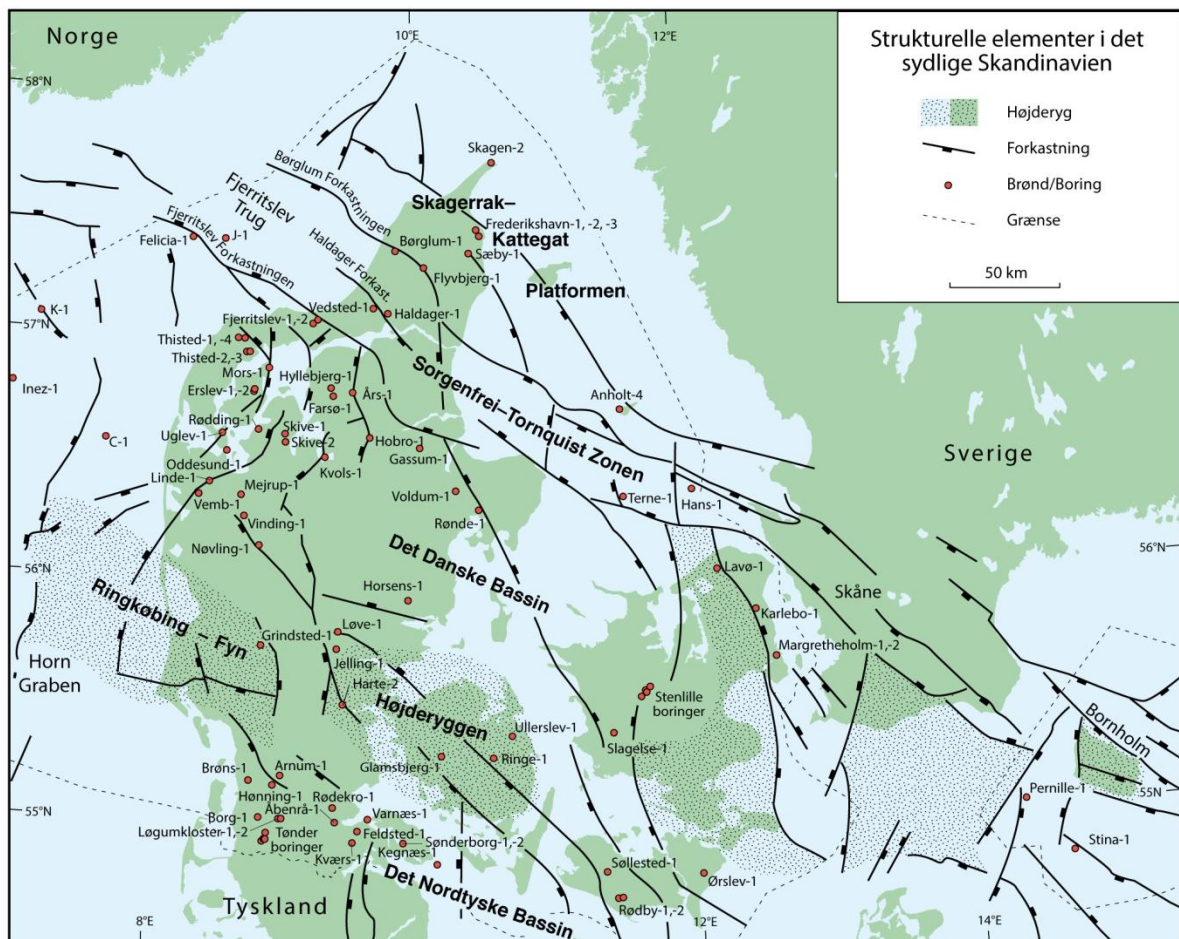 Norge
10°E
12°E
58°N
Strukturelle elementer i det
sydlige Skandinavien
Højderyg
Forkastning
Brønd/Boring
Grænse
50 km
Skagen-2
Børglum Forkastningen
Fjerritslev
Trug
Skagerrak–
Kattegat
Platformen
Frederikshavn-1, -2, -3
Fjerritslev Forkastningen
J-1
Felicia-1
Børglum-1
Sæby-1
Haldager Forkast.
Flyvbjerg-1
K-1
57°N
Vedsted-1
Fjerritslev-1,-2
Haldager-1
Thisted-1, -4
Thisted-2,-3
Mors-1
Inez-1
Hyllebjerg-1
Erslev-1,-2
Års-1
Farsø-1
Sorgenfrei–Tornquist Zonen
Anholt-4
Rødding-1
Skive-1
Uglev-1
Skive-2
C-1
Hobro-1
Gassum-1
Sverige
Oddesund-1
Kvols-1
Linde-1
Mejrup-1
Vemb-1
Voldum-1
Terne-1
Hans-1
Vinding-1
Rønde-1
Nøvling-1
Det Danske Bassin
56°N
56°N
Lavø-1
Ringkøbing – Fyn
Højderyggen
Horsens-1
Skåne
Karlebo-1
Løve-1
Grindsted-1
Margretheholm-1,-2
Jelling-1
Horn
Graben
Harte-2
Stenlille
boringer
Ullerslev-1
Slagelse-1
Bornholm
Glamsbjerg-1
Ringe-1
Brøns-1
Arnum-1
Hønning-1
Rødekro-1
55°N
55N
Pernille-1
Åbenrå-1
Borg-1
Varnæs-1
Løgumkloster-1,-2
Tønder
boringer
Feldsted-1
Sønderborg-1,-2
Kværs-1
Kegnæs-1
Stina-1
Søllested-1
Ørslev-1
Det Nordtyske Bassin
Rødby-1,-2
Tyskland
8°E
12°E
14°E